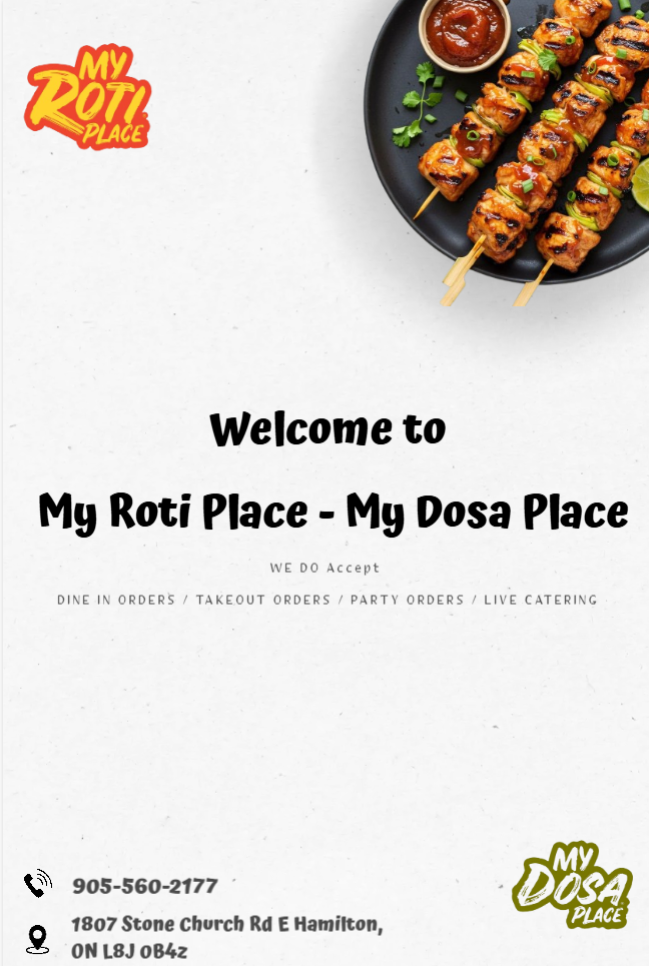 MY
ROTI
PLACE
Welcome to
My Roti Place - My Dosa Place
WE DO Accept
DINE IN ORDERS / TAKEOUT ORDERS / PARTY ORDERS / LIVE CATERING
905-560-2177
1807 Stone Church Rd E Hamilton,
ON L8J 0B4z
MY
DOSA
PLACE